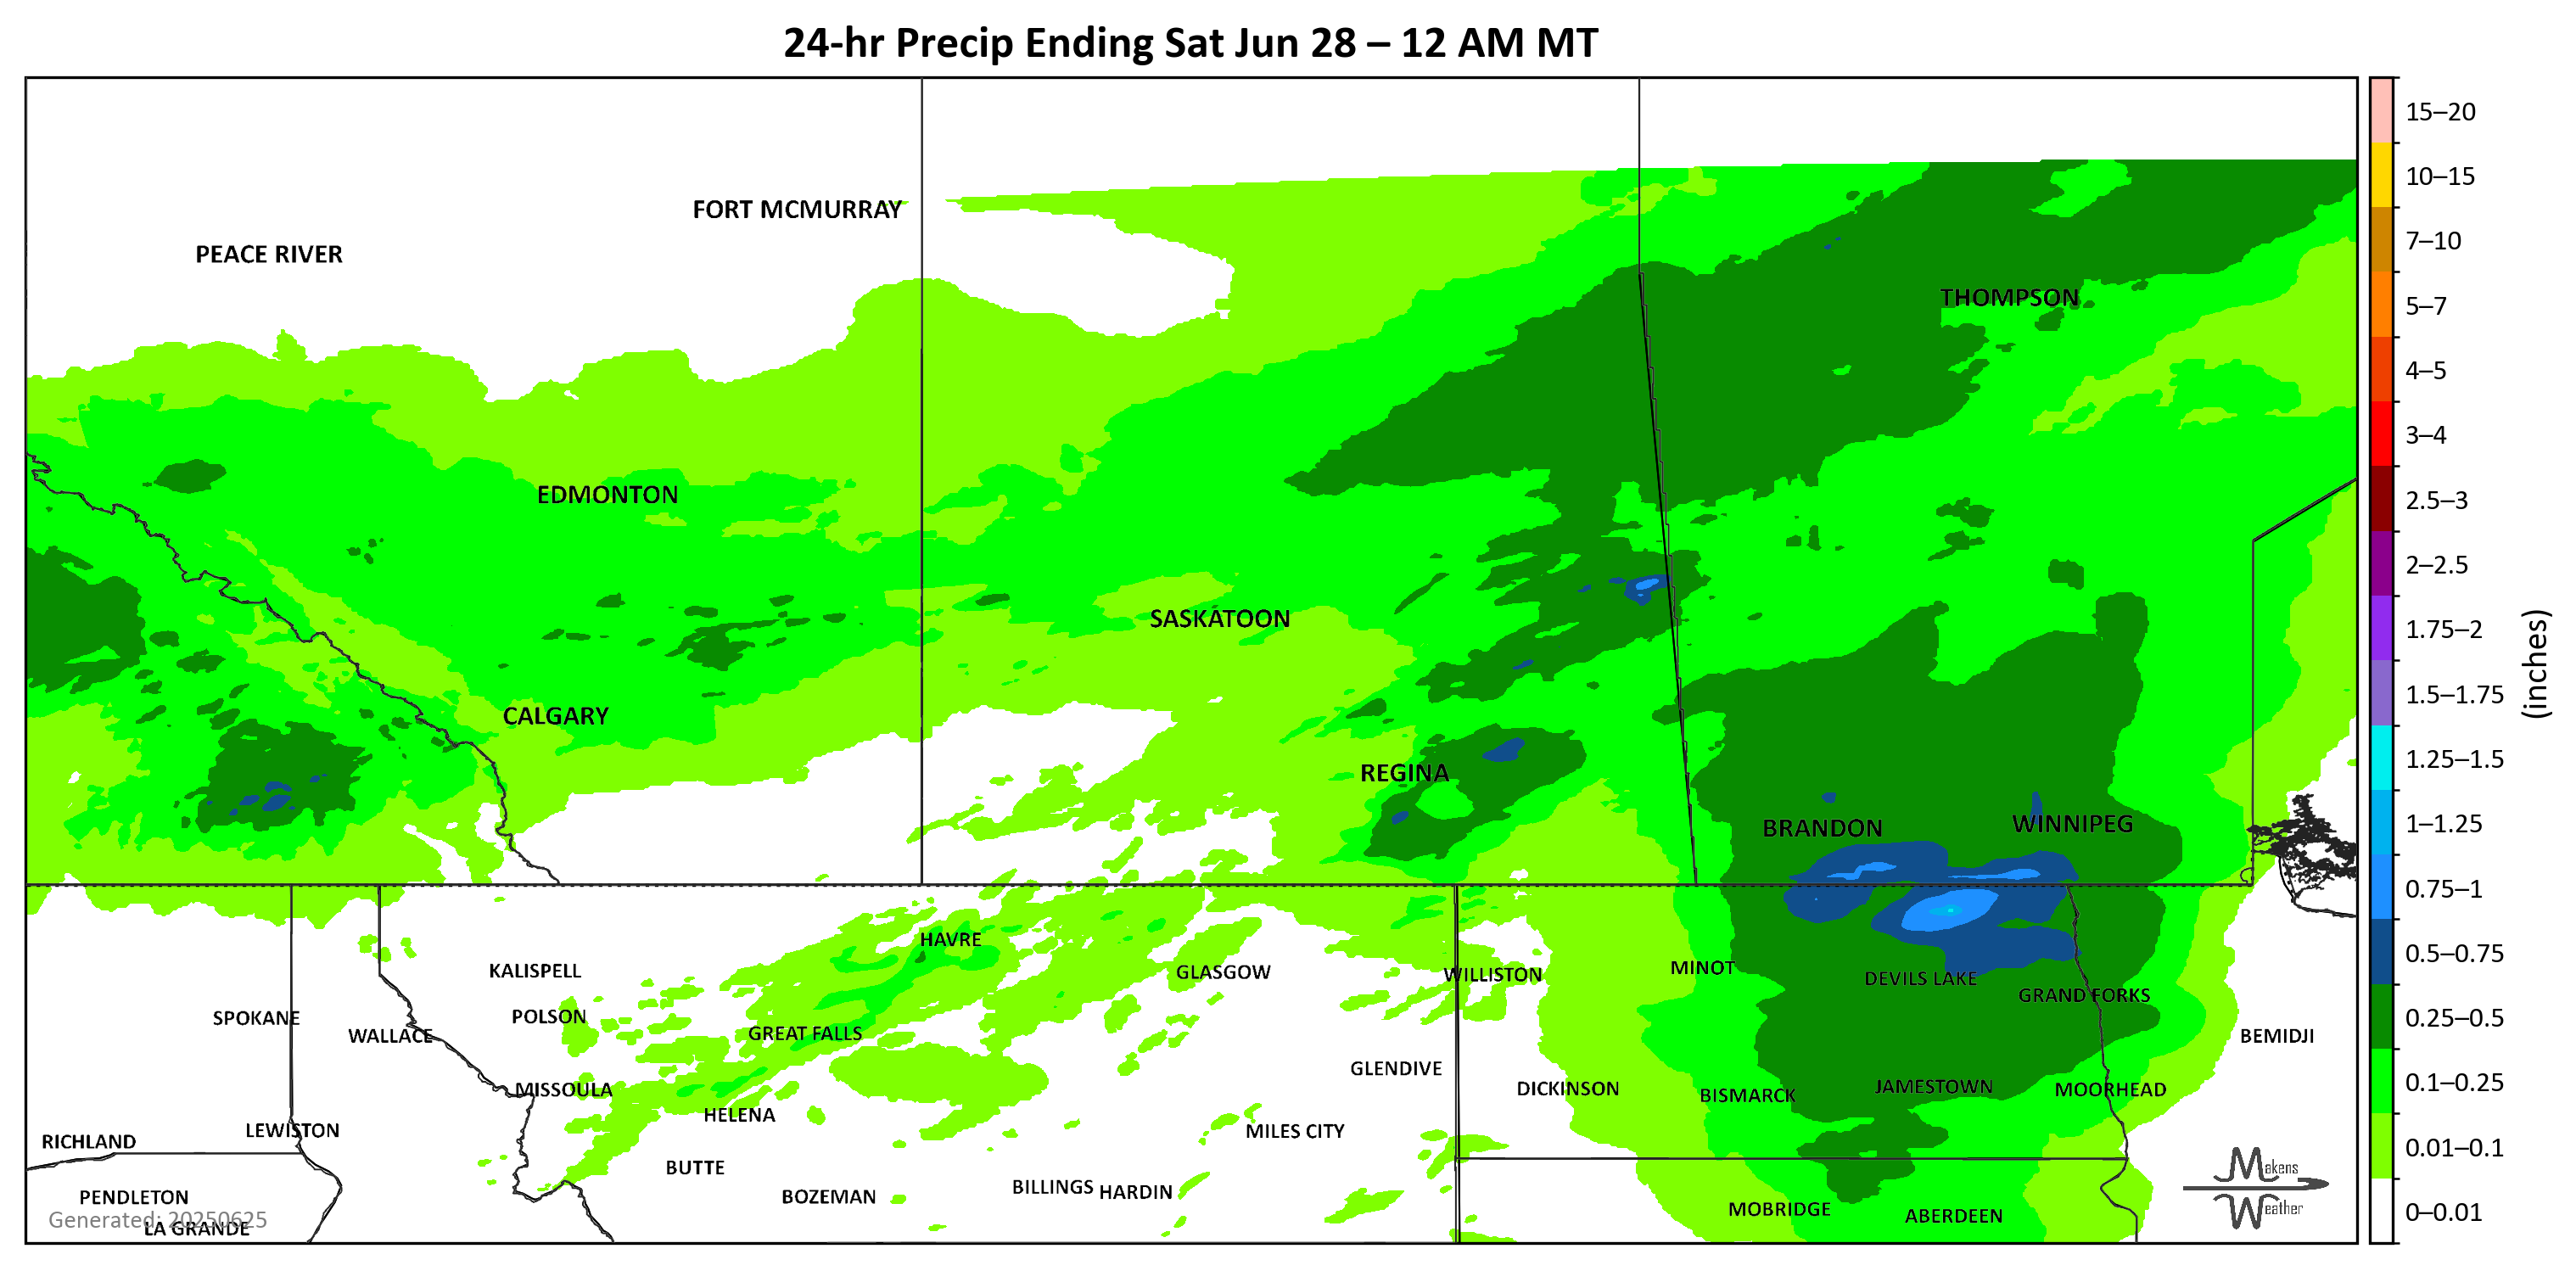 24-hr Precip Ending Sat Jun 28 – 12 AM MT
FORT MCMURRAY
PEACE RIVER
THOMPSON
EDMONTON
SASKATOON
CALGARY
REGINA
BRANDON
WINNIPEG
HAVRE
KALISPELL
GLASGOW
WILLISTON
MINOT
DEVILS LAKE
GRAND FORKS
SPOKANE
POLSON
WALLACE
GREAT FALLS
BEMIDJI
GLENDIVE
MISSOULA
DICKINSON
BISMARCK
JAMESTOWN
MOORHEAD
HELENA
RICHLAND
LEWISTON
MILES CITY
BUTTE
PENDLETON
BOZEMAN
BILLINGS
HARDIN
MOBRIDGE
ABERDEEN
Generated: 20250625
LA GRANDE
Makens
Weather
15–20
10–15
7–10
5–7
4–5
3–4
2.5–3
2–2.5
1.75–2
1.5–1.75
1.25–1.5
1–1.25
0.75–1
0.5–0.75
0.25–0.5
0.1–0.25
0.01–0.1
0–0.01
(inches)